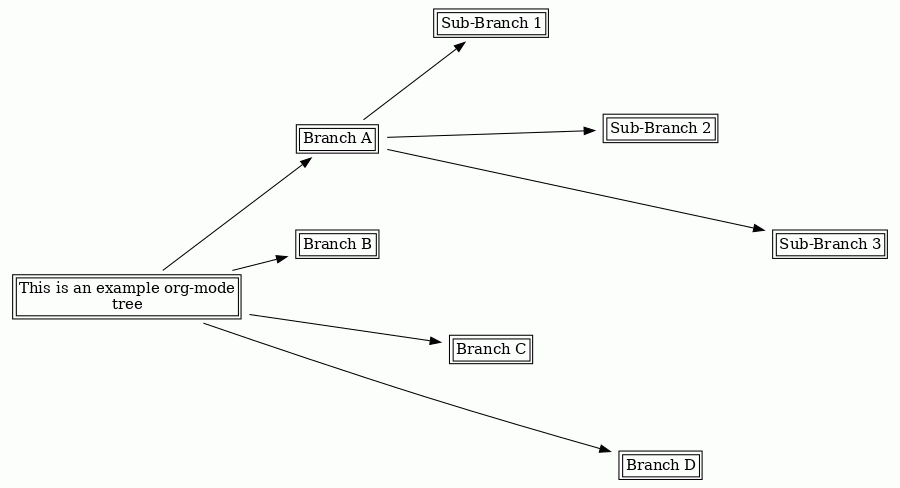 Sub-Branch 1
Sub-Branch 2
Branch A
Sub-Branch 3
Branch B
This is an example org-mode
tree
Branch C
Branch D